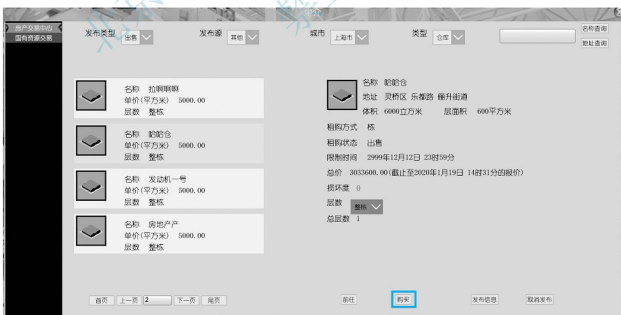 房产交易中心
国有资源交易
发布类型 出售 发布源 其他 城市 上海市 类型 仓库
名称查询
地址查询
名称 拉啊啊啊
单价(平方米) 5000.00
层数 整栋
名称 哈哈仓
单价(平方米) 5000.00
层数 整栋
名称 发动机一号
单价(平方米) 5000.00
层数 整栋
名称 房地产产
单价(平方米) 5000.00
层数 整栋
首页 上一页 2 下一页 尾页
名称 哈哈仓
地址 灵桥区 乐都路 丽升街道
体积 6000立方米 层面积 600平方米
租购方式 栋
租购状态 出售
限制时间 2999年12月12日 23时59分
总价 3033600.00(截止至2020年1月19日 14时31分的报价)
损坏度 0
层数 整栋
总层数 1
前往 购买 发布信息 取消发布